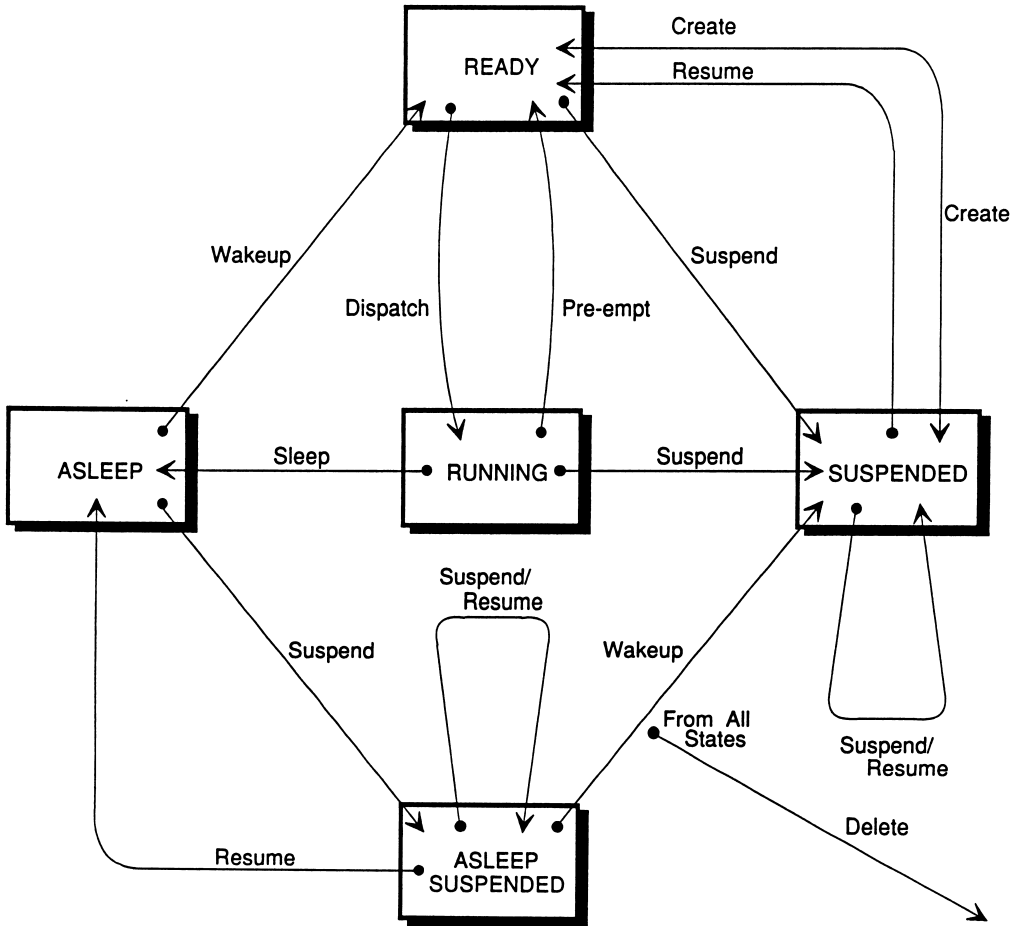 Create
READY
Resume
Create
Wakeup
Suspend
Dispatch
Pre-empt
ASLEEP
Sleep
RUNNING
Suspend
SUSPENDED
Suspend/
Resume
Suspend
Wakeup
From All
States
Suspend/
Resume
Delete
Resume
ASLEEP
SUSPENDED